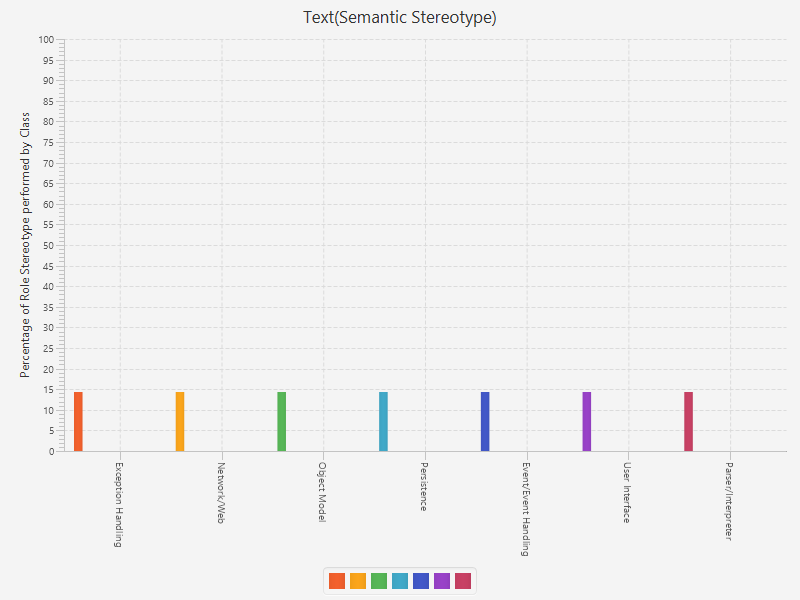 Text(Semantic Stereotype)
Percentage of Role Stereotype performed by Class
100
95
90
85
80
75
70
65
60
55
50
45
40
35
30
25
20
15
10
5
0
Exception Handling
Network/Web
Object Model
Persistence
Event/Event Handling
User Interface
Parser/Interpreter